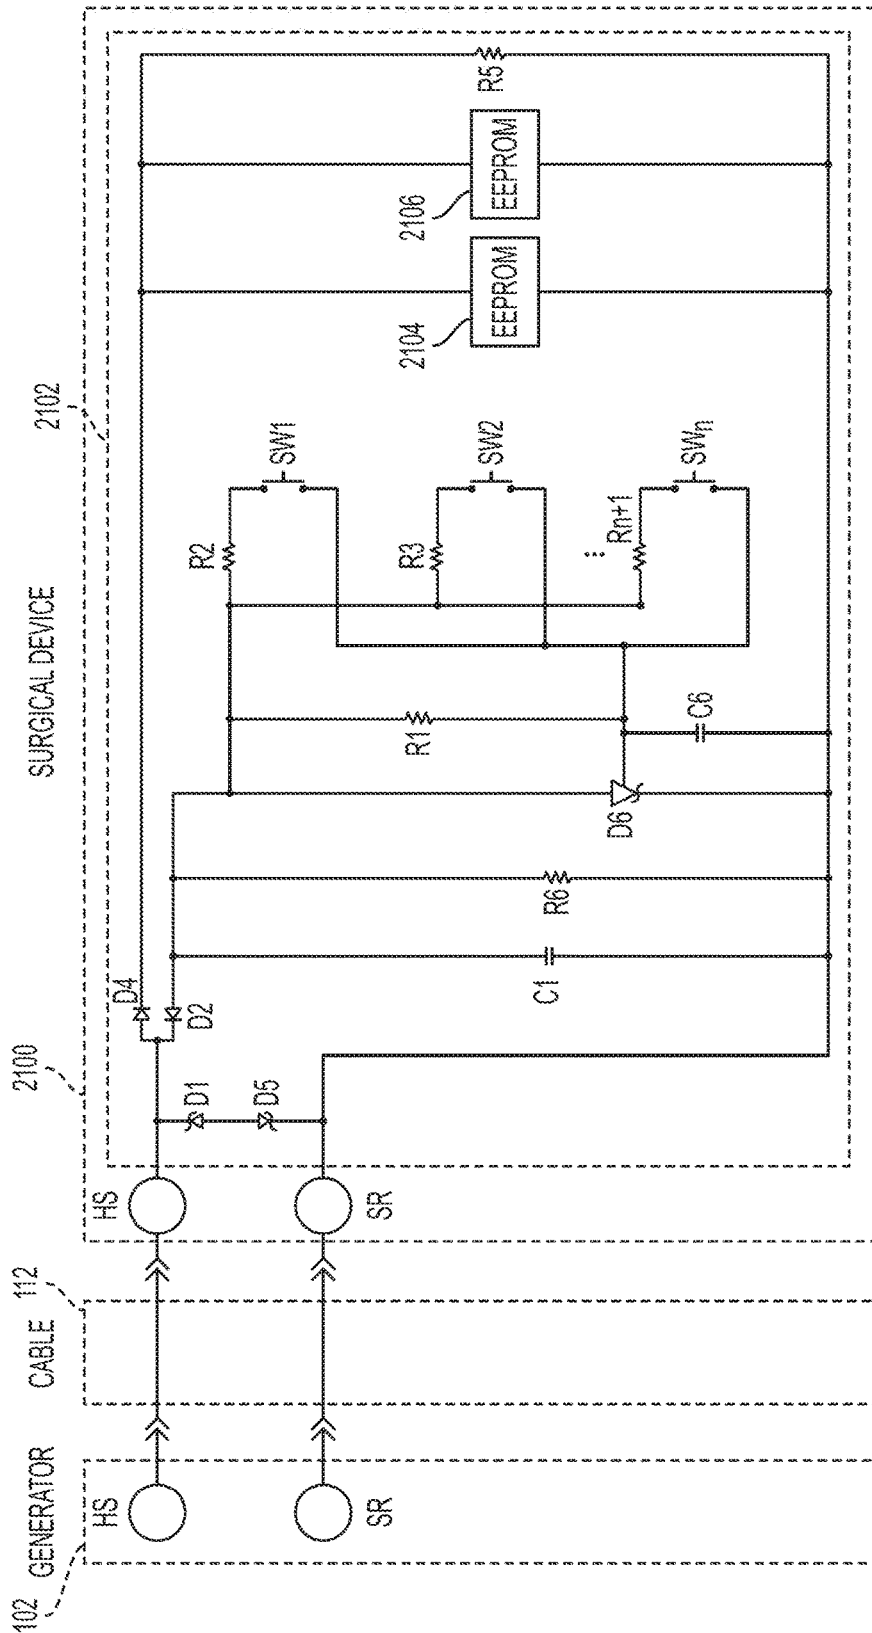 SURGICAL DEVICE
CABLE
GENERATOR
102
112
2100
2102
HS
SR
HS
SR
D1
D5
D4
D2
C1
R6
D6
R1
C6
R2
SW1
R3
SW2
⋮
Rn+1
SWn
2104
EEPROM
2106
EEPROM
R5